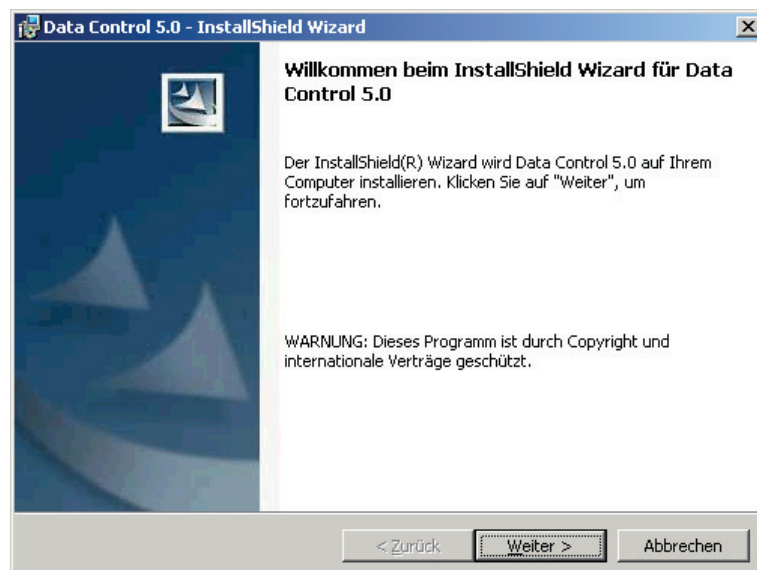 Data Control 5.0 - InstallShield Wizard
Willkommen beim InstallShield Wizard für Data
Control 5.0
Der InstallShield(R) Wizard wird Data Control 5.0 auf Ihrem
Computer installieren. Klicken Sie auf "Weiter", um
fortzufahren.
WARNUNG: Dieses Programm ist durch Copyright und
internationale Verträge geschützt.
< Zurück
Weiter >
Abbrechen